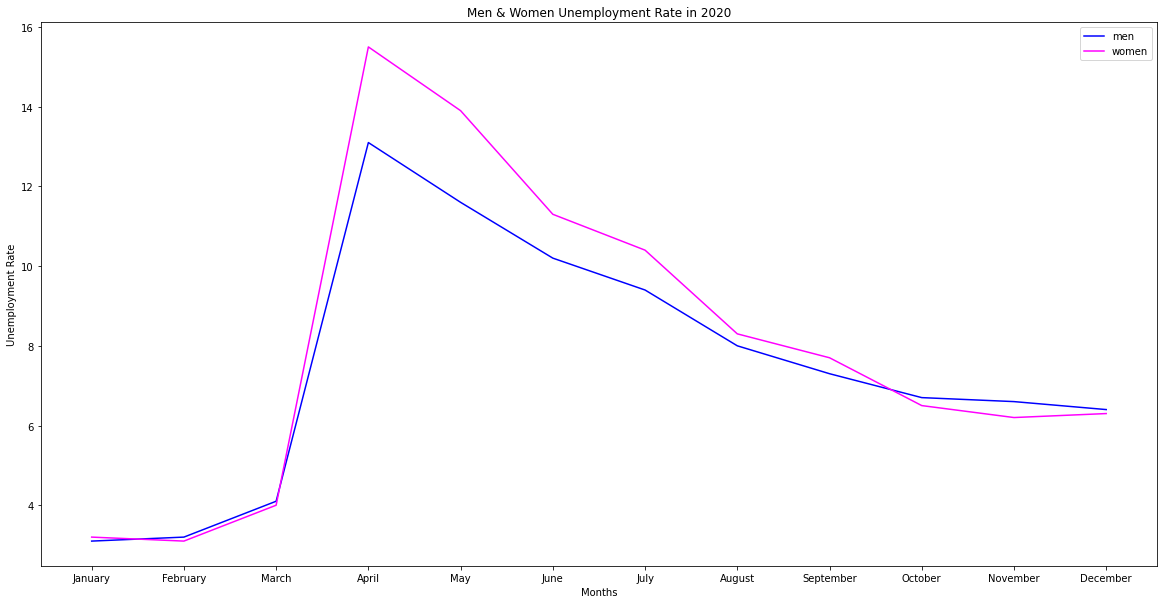 Men & Women Unemployment Rate in 2020
men
women
Unemployment Rate
16
14
12
10
8
6
4
January February March April May June July August September October November December
Months